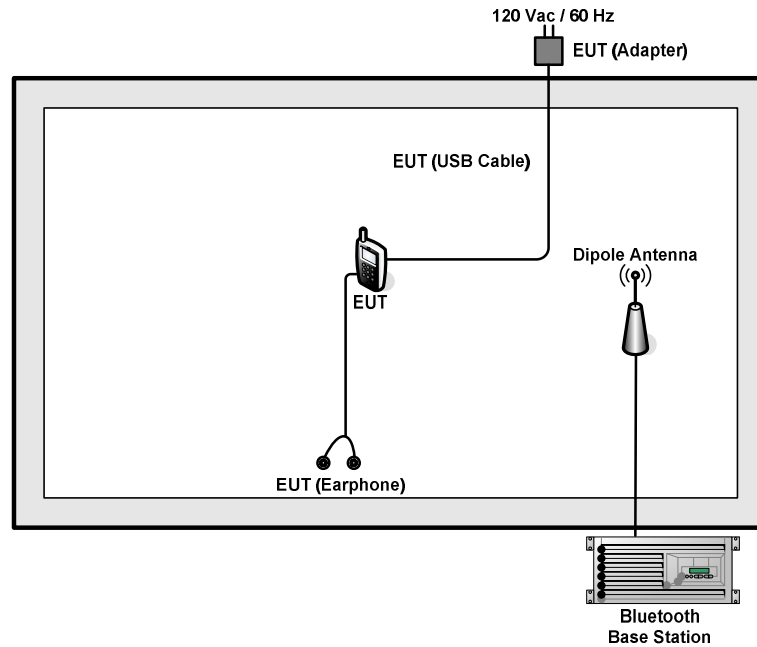 120 Vac / 60 Hz
EUT (Adapter)
EUT (USB Cable)
Dipole Antenna
EUT
EUT (Earphone)
Bluetooth
Base Station